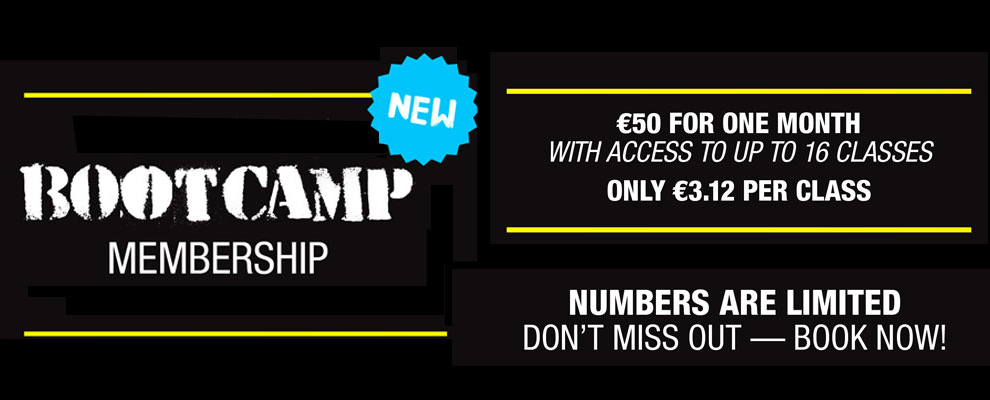 NEW
BOOTCAMP
MEMBERSHIP
€50 FOR ONE MONTH
WITH ACCESS TO UP TO 16 CLASSES
ONLY €3.12 PER CLASS
NUMBERS ARE LIMITED
DON'T MISS OUT — BOOK NOW!